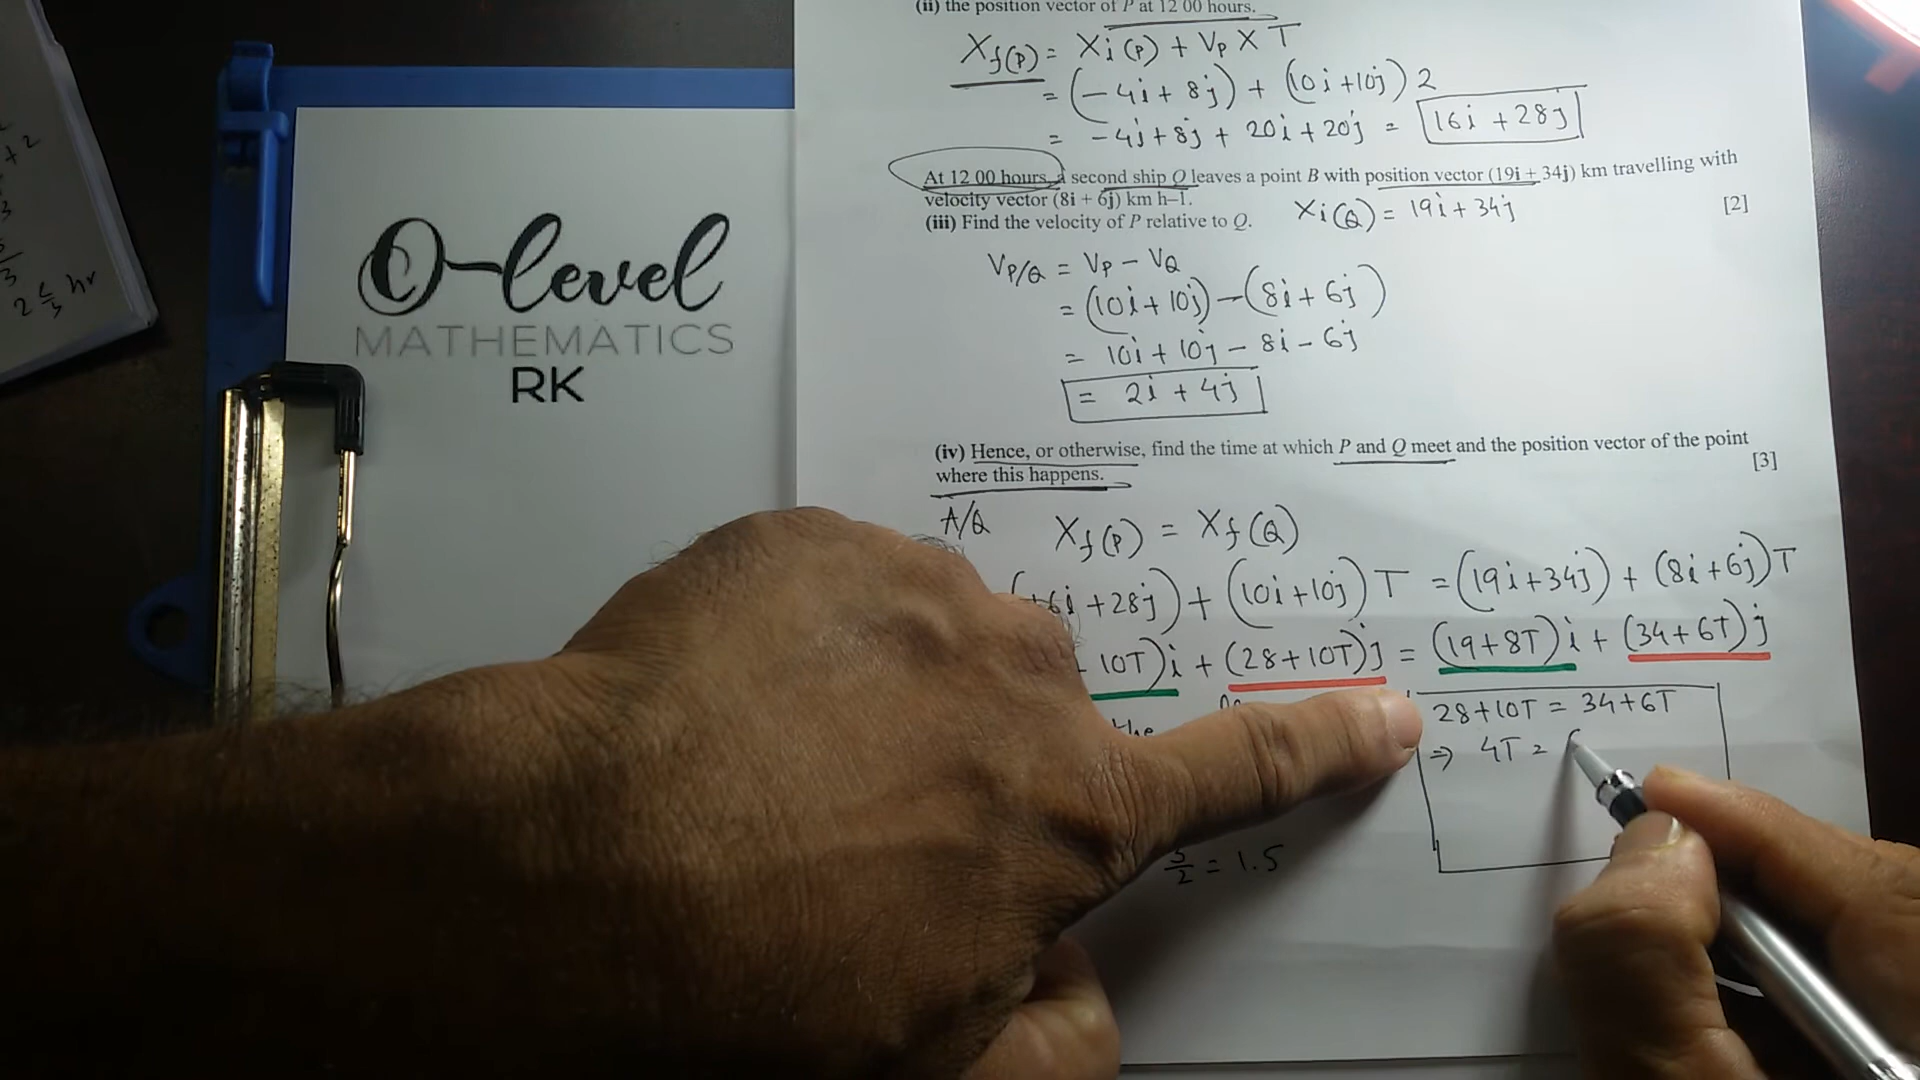 + 2
3
3
2 2/3 hr
O-level
MATHEMATICS
RK
(ii) the position vector of P at 12 00 hours.
Xf(P) = Xi(P) + VP X T
= (-4i + 8j) + (10i + 10j) 2
= -4j + 8j + 20i + 20j = 16i + 28j
At 12 00 hours, a second ship Q leaves a point B with position vector (19i + 34j) km travelling with
velocity vector (8i + 6j) km h–1.
Xi(Q) = 19i + 34j
[2]
(iii) Find the velocity of P relative to Q.
VP/Q = VP - VQ
= (10i + 10j) - (8i + 6j)
= 10i + 10j - 8i - 6j
= 2i + 4j
(iv) Hence, or otherwise, find the time at which P and Q meet and the position vector of the point
where this happens.
[3]
A/Q Xf(P) = Xf(Q)
6i + 28j) + (10i + 10j) T = (19i + 34j) + (8i + 6j) T
10T)i + (28 + 10T)j = (19 + 8T)i + (34 + 6T)j
the
28 + 10T = 34 + 6T
⇒ 4T =
/2 = 1.5